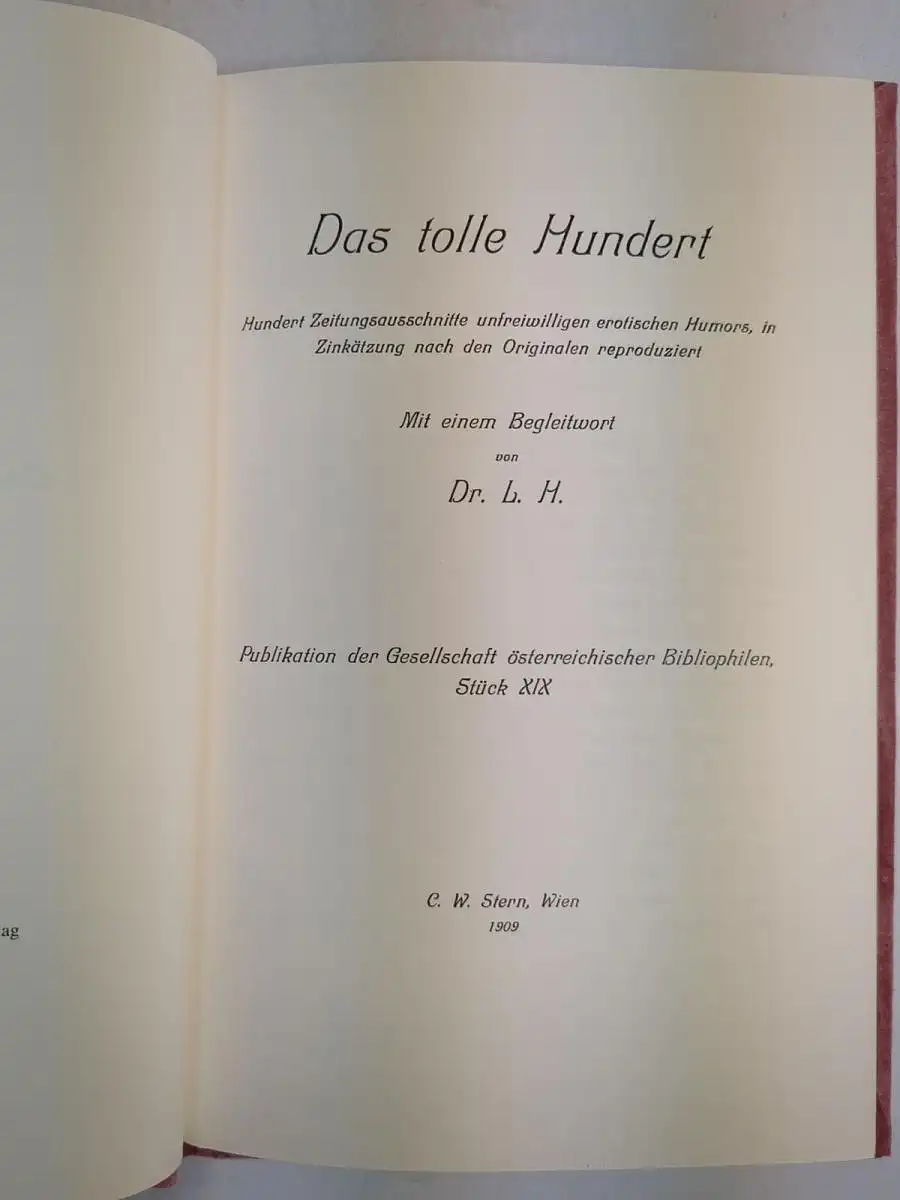 Das tolle Hundert
Hundert Zeitungsausschnitte unfreiwilligen erotischen Humors, in
Zinkätzung nach den Originalen reproduziert
Mit einem Begleitwort
von
Dr. L. H.
Publikation der Gesellschaft österreichischer Bibliophilen,
Stück XIX
C. W. Stern, Wien
1909
ag